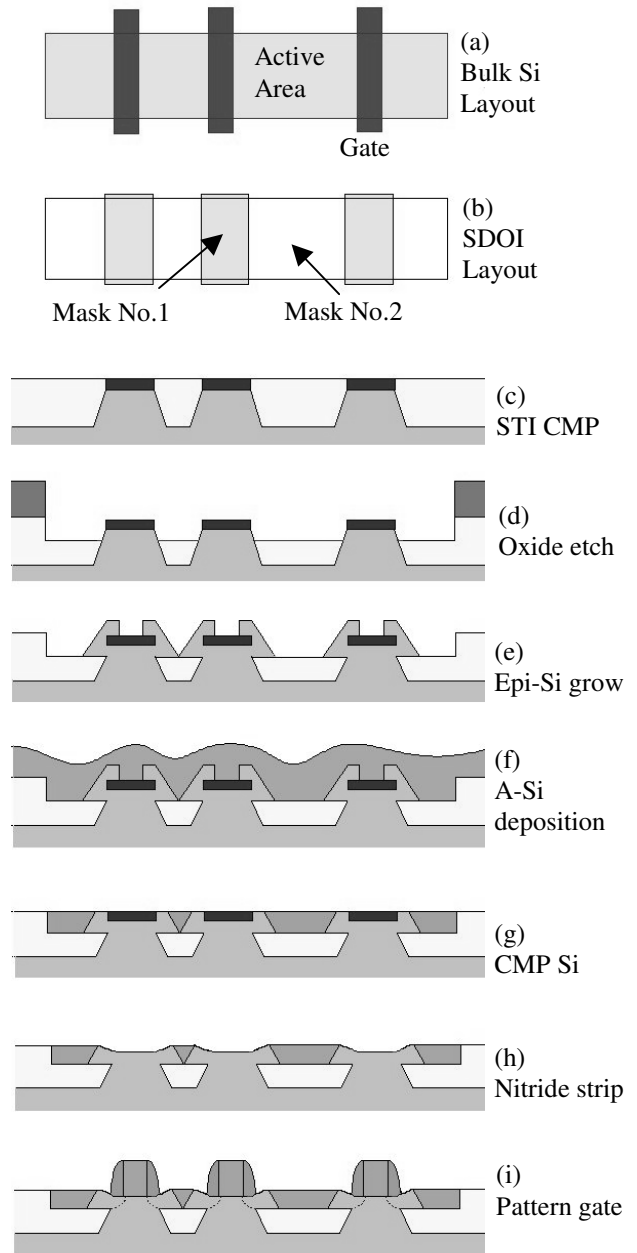 (a)
Bulk Si
Layout
Active
Area
Gate
(b)
SDOI
Layout
Mask No.1
Mask No.2
(c)
STI CMP
(d)
Oxide etch
(e)
Epi-Si grow
(f)
A-Si
deposition
(g)
CMP Si
(h)
Nitride strip
(i)
Pattern gate